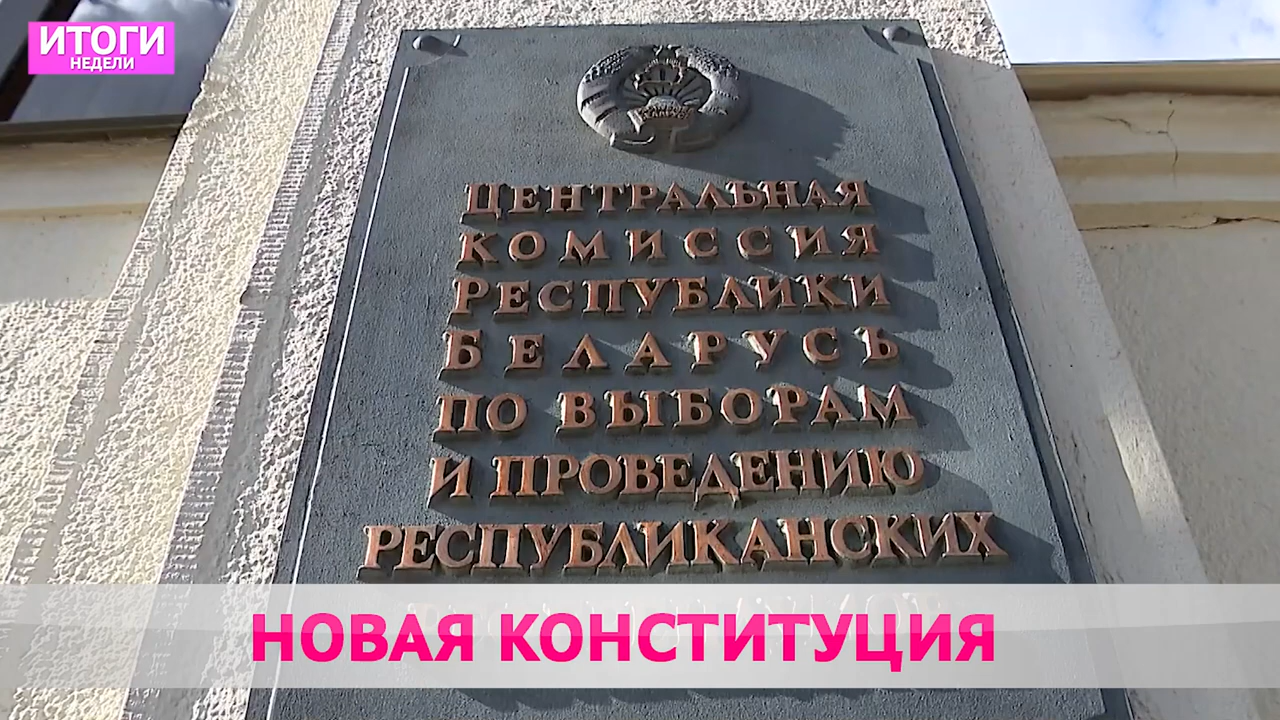 ИТОГИ
НЕДЕЛИ
ЦЕНТРАЛЬНАЯ
КОМИССИЯ
РЕСПУБЛИКИ
БЕЛАРУСЬ
ПО ВЫБОРАМ
И ПРОВЕДЕНИЮ
РЕСПУБЛИКАНСКИХ
НОВАЯ КОНСТИТУЦИЯ